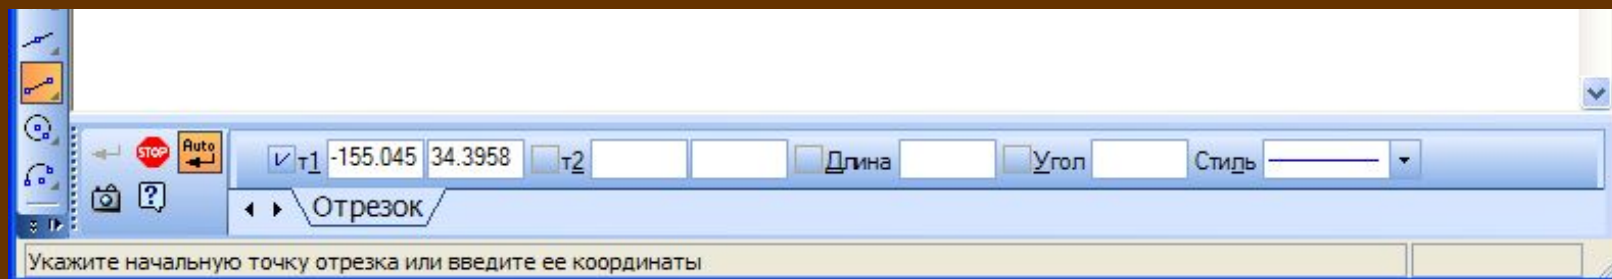 STOP Auto т1 -155.045 34.3958 т2 Длина Угол Стиль
Отрезок
Укажите начальную точку отрезка или введите ее координаты